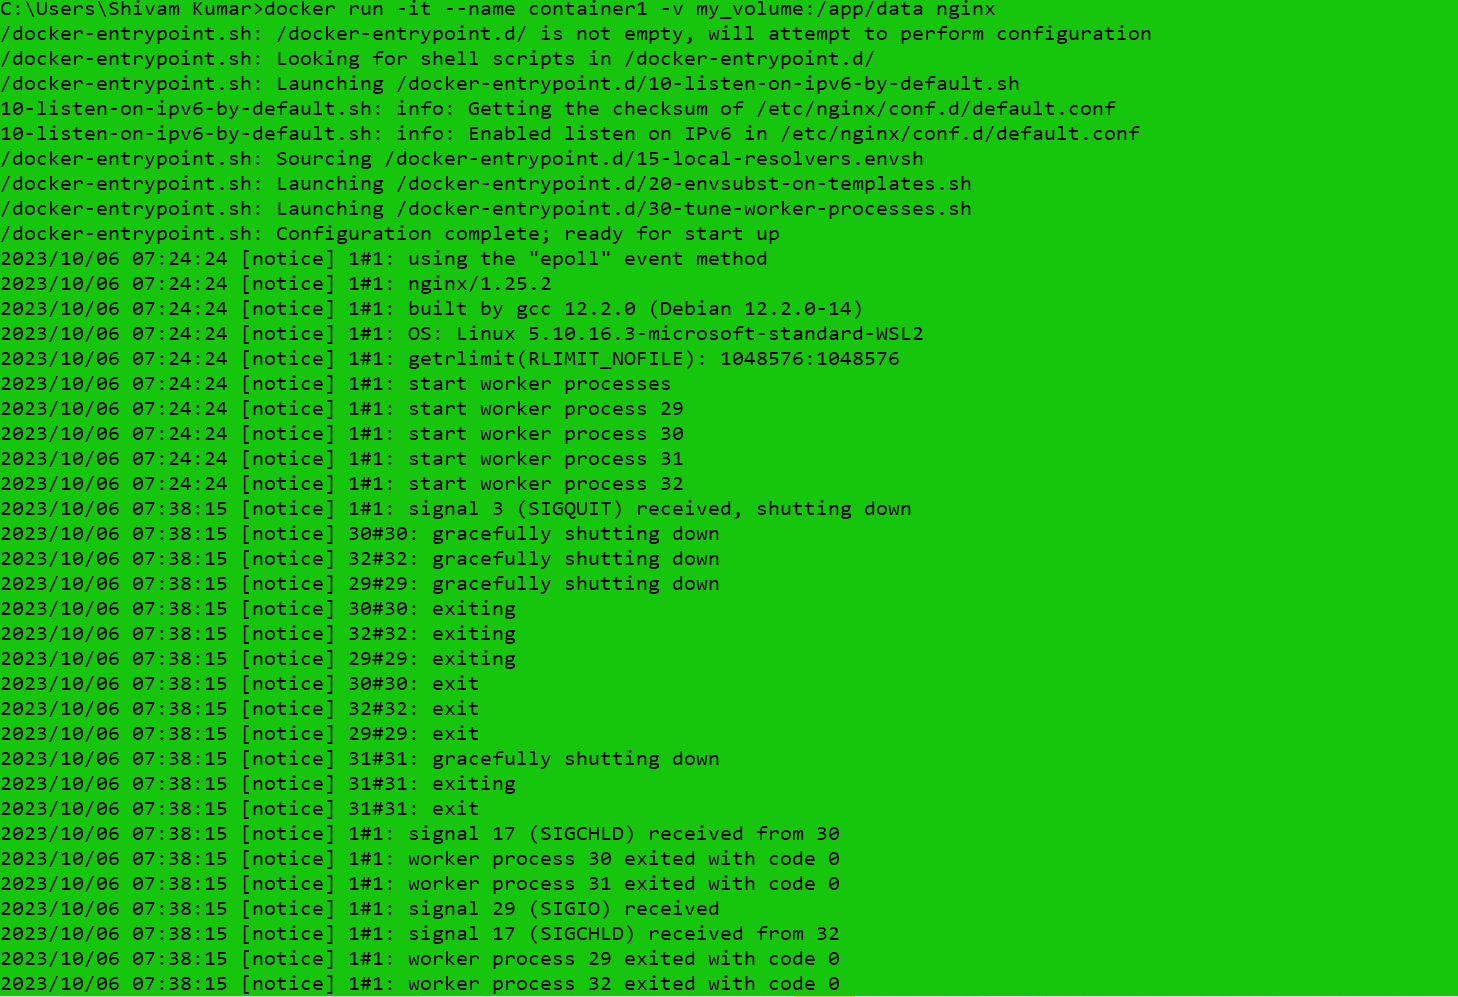 C:\Users\Shivam Kumar>docker run -it --name container1 -v my_volume:/app/data nginx
/docker-entrypoint.sh: /docker-entrypoint.d/ is not empty, will attempt to perform configuration
/docker-entrypoint.sh: Looking for shell scripts in /docker-entrypoint.d/
/docker-entrypoint.sh: Launching /docker-entrypoint.d/10-listen-on-ipv6-by-default.sh
10-listen-on-ipv6-by-default.sh: info: Getting the checksum of /etc/nginx/conf.d/default.conf
10-listen-on-ipv6-by-default.sh: info: Enabled listen on IPv6 in /etc/nginx/conf.d/default.conf
/docker-entrypoint.sh: Sourcing /docker-entrypoint.d/15-local-resolvers.envsh
/docker-entrypoint.sh: Launching /docker-entrypoint.d/20-envsubst-on-templates.sh
/docker-entrypoint.sh: Launching /docker-entrypoint.d/30-tune-worker-processes.sh
/docker-entrypoint.sh: Configuration complete; ready for start up
2023/10/06 07:24:24 [notice] 1#1: using the "epoll" event method
2023/10/06 07:24:24 [notice] 1#1: nginx/1.25.2
2023/10/06 07:24:24 [notice] 1#1: built by gcc 12.2.0 (Debian 12.2.0-14)
2023/10/06 07:24:24 [notice] 1#1: OS: Linux 5.10.16.3-microsoft-standard-WSL2
2023/10/06 07:24:24 [notice] 1#1: getrlimit(RLIMIT_NOFILE): 1048576:1048576
2023/10/06 07:24:24 [notice] 1#1: start worker processes
2023/10/06 07:24:24 [notice] 1#1: start worker process 29
2023/10/06 07:24:24 [notice] 1#1: start worker process 30
2023/10/06 07:24:24 [notice] 1#1: start worker process 31
2023/10/06 07:24:24 [notice] 1#1: start worker process 32
2023/10/06 07:38:15 [notice] 1#1: signal 3 (SIGQUIT) received, shutting down
2023/10/06 07:38:15 [notice] 30#30: gracefully shutting down
2023/10/06 07:38:15 [notice] 32#32: gracefully shutting down
2023/10/06 07:38:15 [notice] 29#29: gracefully shutting down
2023/10/06 07:38:15 [notice] 30#30: exiting
2023/10/06 07:38:15 [notice] 32#32: exiting
2023/10/06 07:38:15 [notice] 29#29: exiting
2023/10/06 07:38:15 [notice] 30#30: exit
2023/10/06 07:38:15 [notice] 32#32: exit
2023/10/06 07:38:15 [notice] 29#29: exit
2023/10/06 07:38:15 [notice] 31#31: gracefully shutting down
2023/10/06 07:38:15 [notice] 31#31: exiting
2023/10/06 07:38:15 [notice] 31#31: exit
2023/10/06 07:38:15 [notice] 1#1: signal 17 (SIGCHLD) received from 30
2023/10/06 07:38:15 [notice] 1#1: worker process 30 exited with code 0
2023/10/06 07:38:15 [notice] 1#1: worker process 31 exited with code 0
2023/10/06 07:38:15 [notice] 1#1: signal 29 (SIGIO) received
2023/10/06 07:38:15 [notice] 1#1: signal 17 (SIGCHLD) received from 32
2023/10/06 07:38:15 [notice] 1#1: worker process 29 exited with code 0
2023/10/06 07:38:15 [notice] 1#1: worker process 32 exited with code 0